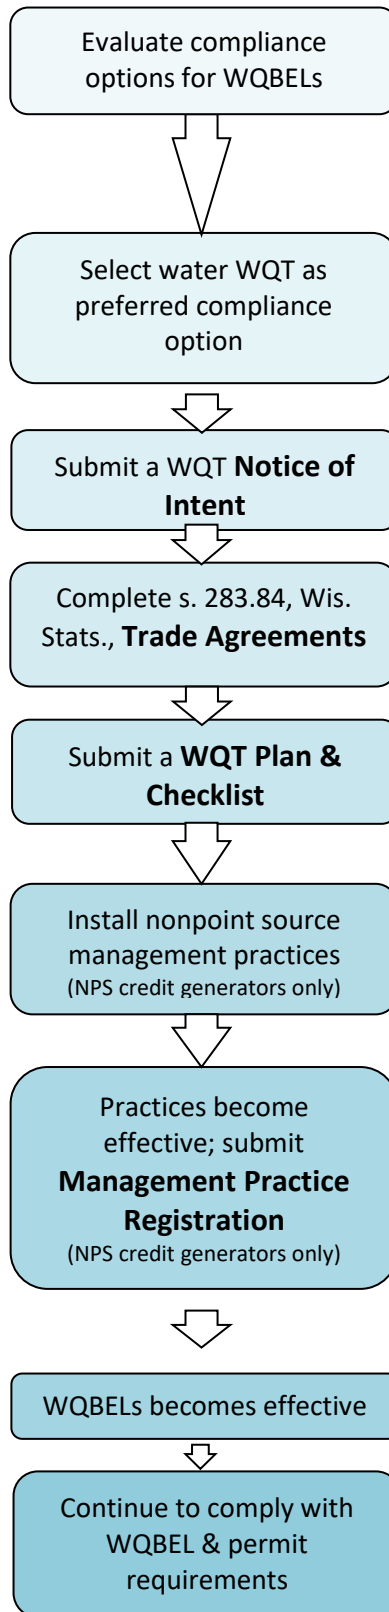 Evaluate compliance
options for WQBELs
Select water WQT as
preferred compliance
option
Submit a WQT Notice of
Intent
Complete s. 283.84, Wis.
Stats., Trade Agreements
Submit a WQT Plan &
Checklist
Install nonpoint source
management practices
(NPS credit generators only)
Practices become
effective; submit
Management Practice
Registration
(NPS credit generators only)
WQBELs becomes effective
Continue to comply with
WQBEL & permit
requirements